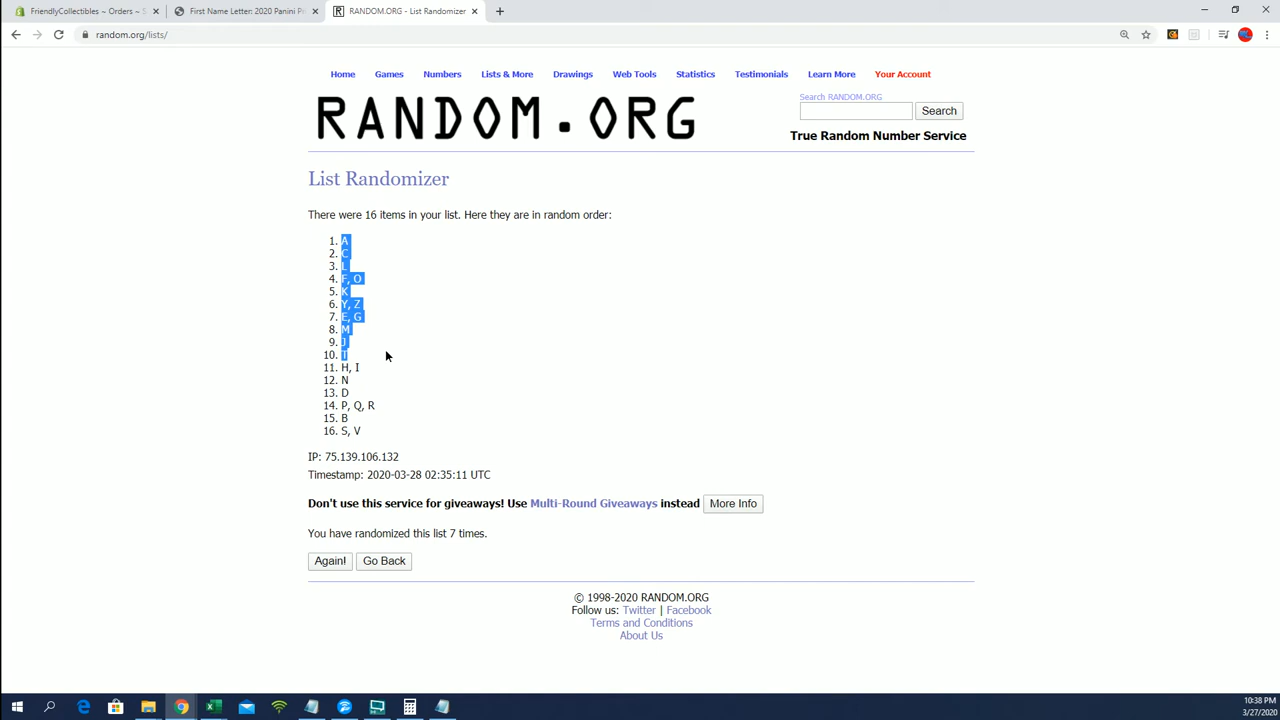 FriendlyCollectibles ~ Orders ~ S
First Name Letter: 2020 Panini P
RANDOM.ORG - List Randomizer
random.org/lists/
Home Games Numbers Lists & More Drawings Web Tools Statistics Testimonials Learn More Your Account
RANDOM.ORG
Search RANDOM.ORG
Search
True Random Number Service
List Randomizer
There were 16 items in your list. Here they are in random order:
1. A
2. C
3. L
4. F, O
5. K
6. Y, Z
7. E, G
8. M
9. J
10. T
11. H, I
12. N
13. D
14. P, Q, R
15. B
16. S, V
IP: 75.139.106.132
Timestamp: 2020-03-28 02:35:11 UTC
Don't use this service for giveaways! Use Multi-Round Giveaways instead More Info
You have randomized this list 7 times.
Again! Go Back
© 1998-2020 RANDOM.ORG
Follow us: Twitter | Facebook
Terms and Conditions
About Us
10:38 PM
3/27/2020